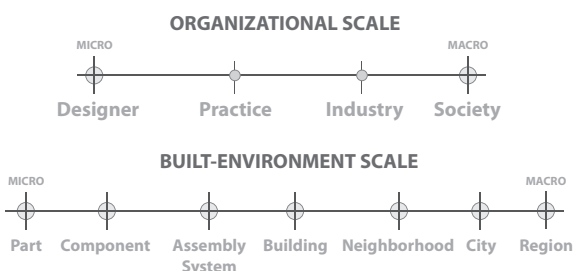 ORGANIZATIONAL SCALE
MICRO MACRO
Designer Practice Industry Society
BUILT-ENVIRONMENT SCALE
MICRO MACRO
Part Component Assembly Building Neighborhood City Region
System